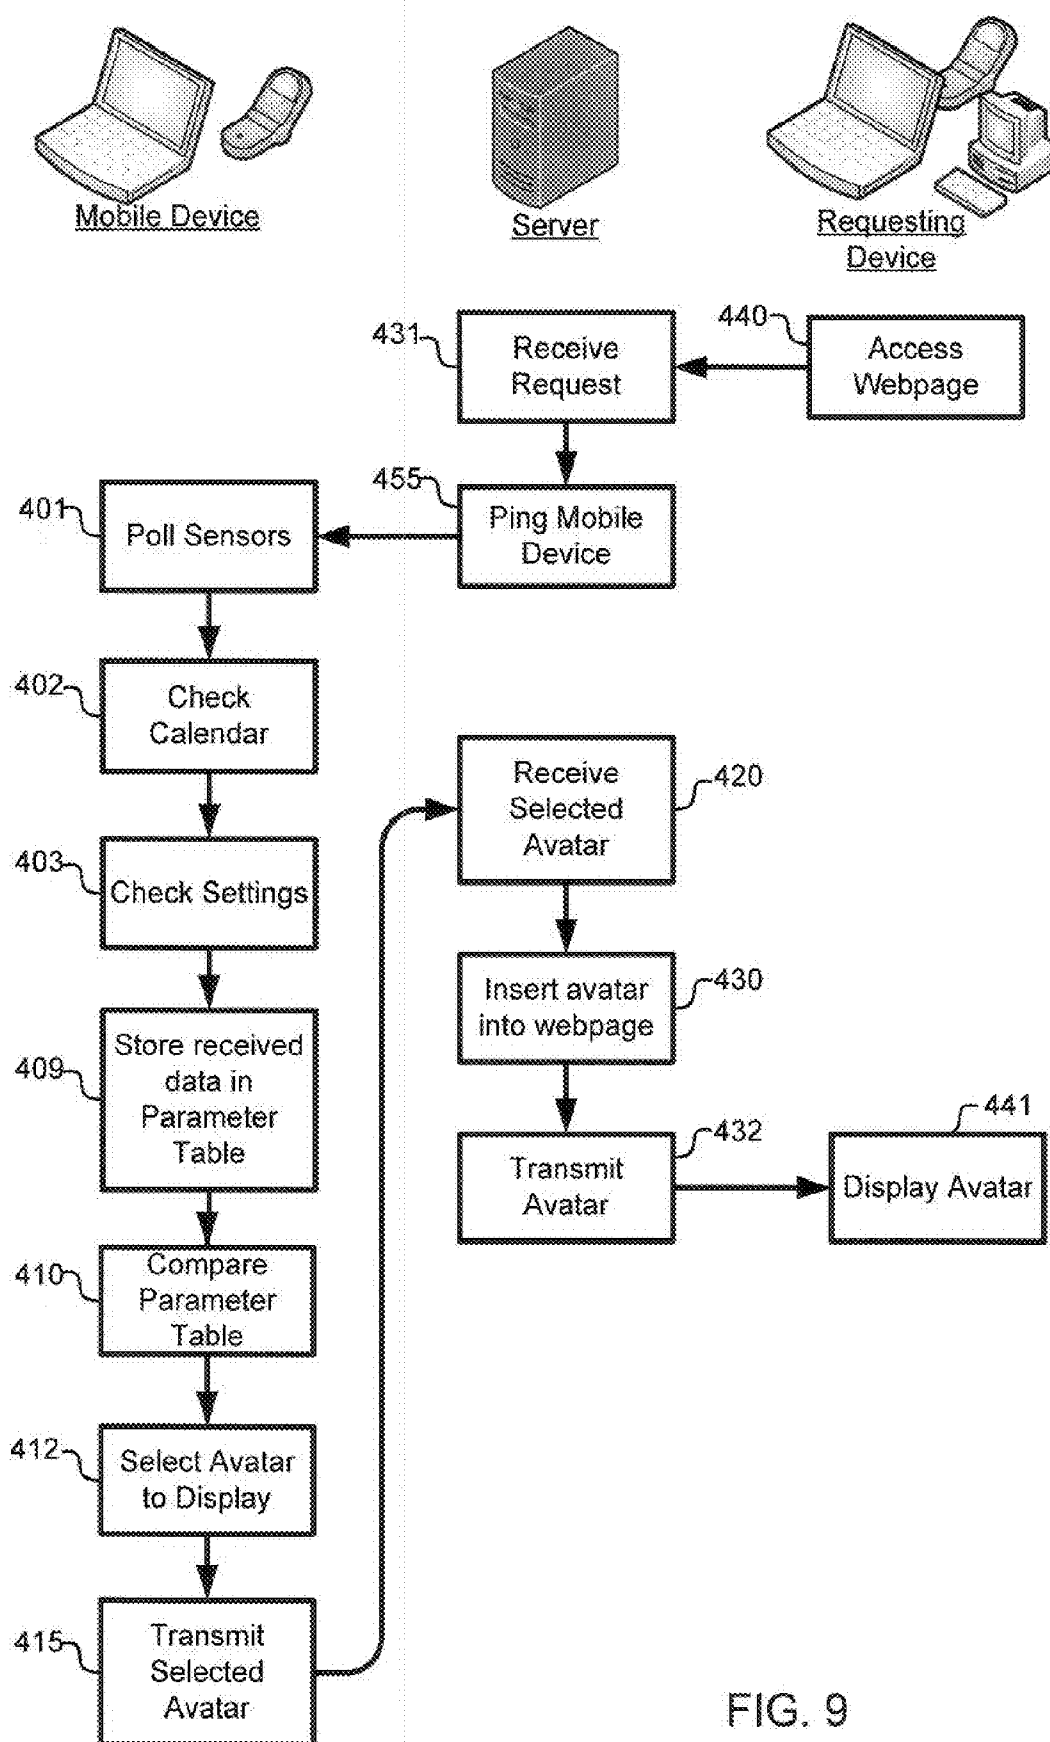 Mobile Device
Server
Requesting
Device
431
Receive
Request
440
Access
Webpage
455
Ping Mobile
Device
401
Poll Sensors
402
Check
Calendar
403
Check Settings
409
Store received
data in
Parameter
Table
410
Compare
Parameter
Table
412
Select Avatar
to Display
415
Transmit
Selected
Avatar
Receive
Selected
Avatar
420
Insert avatar
into webpage
430
Transmit
Avatar
432
441
Display Avatar
FIG. 9